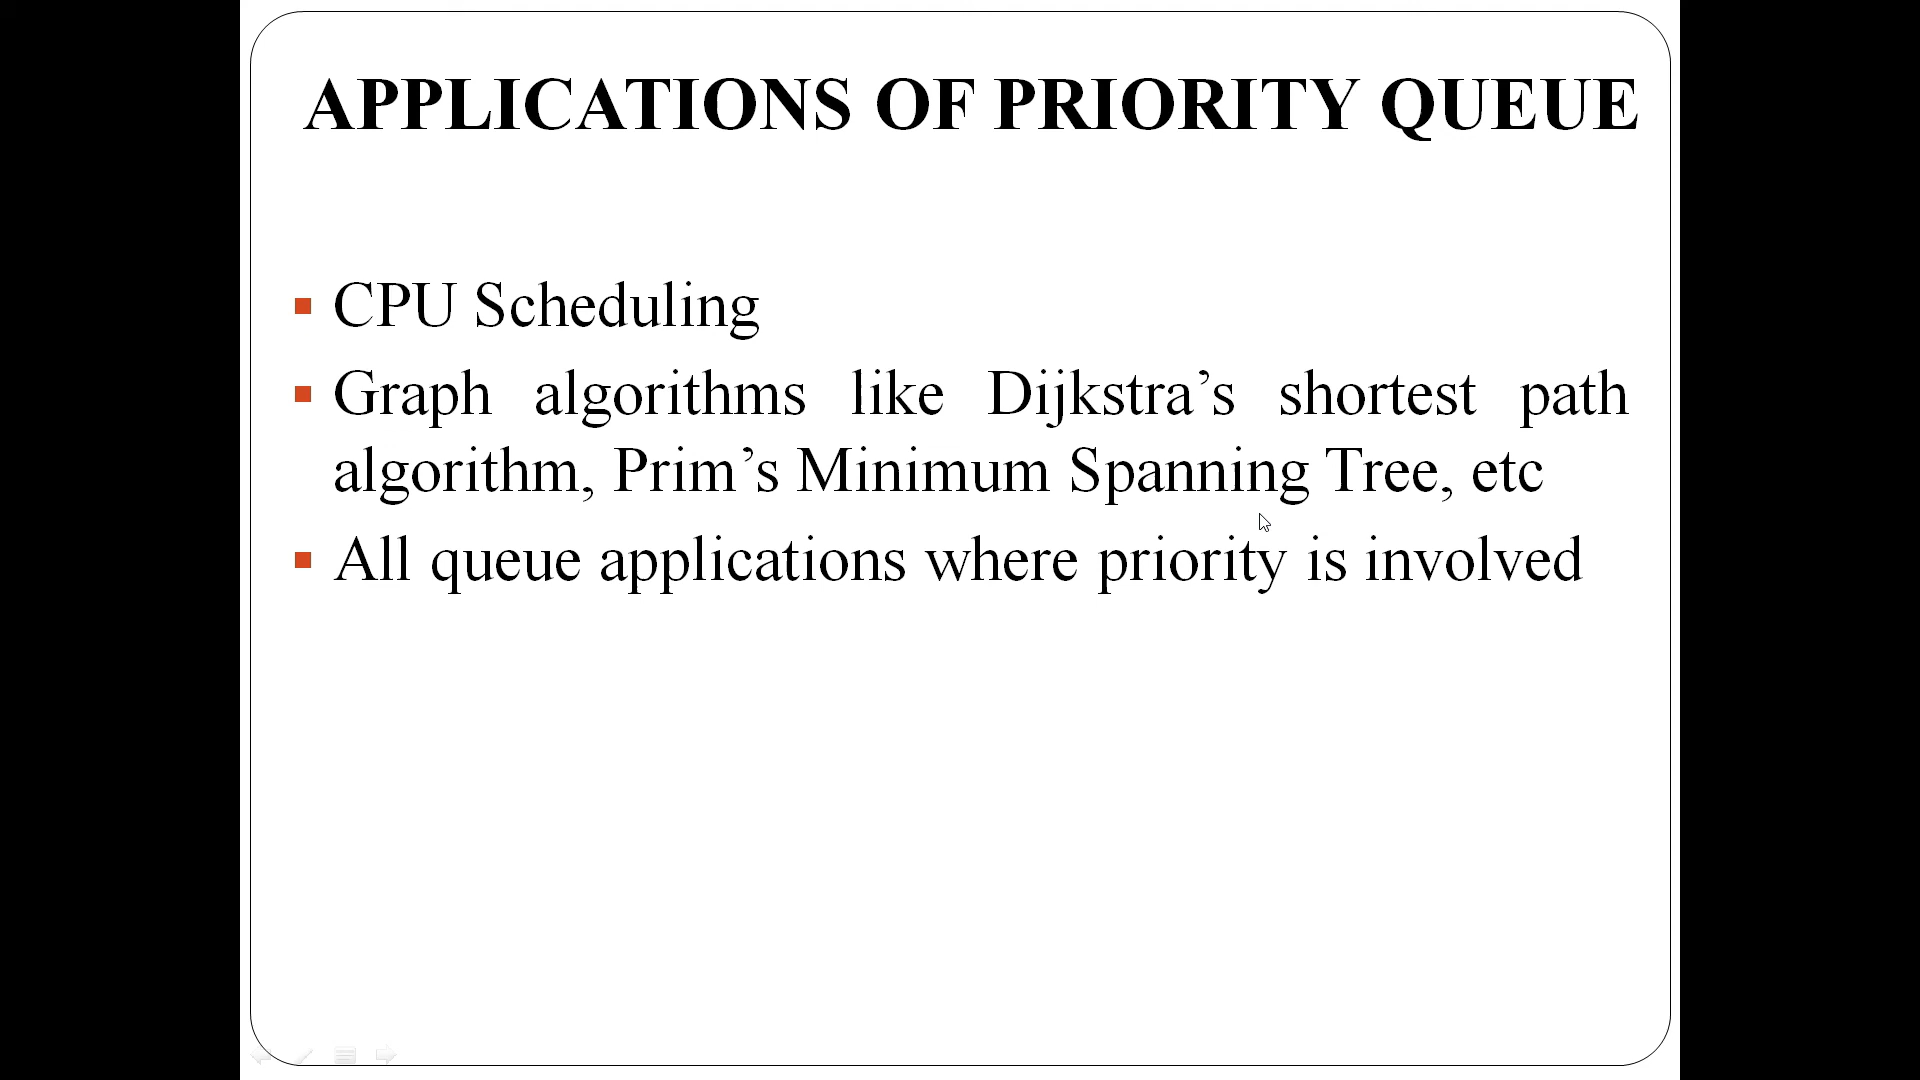 APPLICATIONS OF PRIORITY QUEUE
CPU Scheduling
Graph algorithms like Dijkstra’s shortest path
algorithm, Prim’s Minimum Spanning Tree, etc
All queue applications where priority is involved